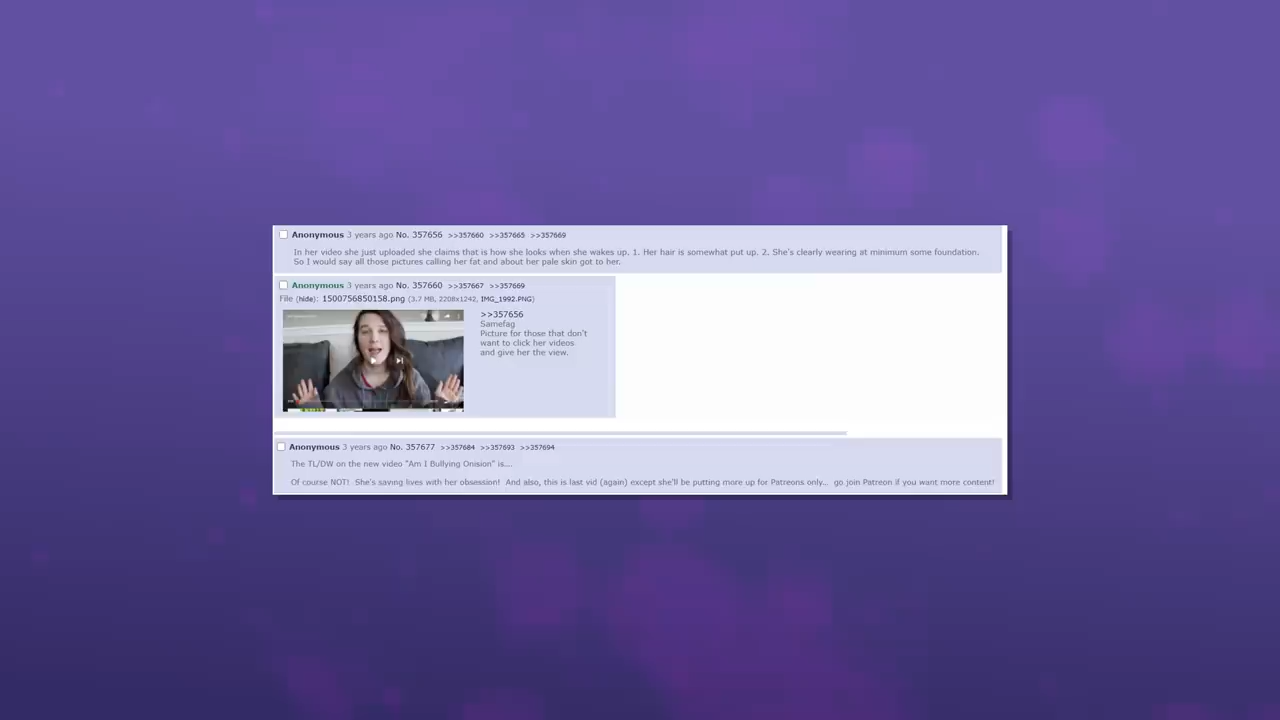 Anonymous 3 years ago No. 357656 >>357660 >>357665 >>357669
In her video she just uploaded she claims that is how she looks when she wakes up. 1. Her hair is somewhat put up. 2. She's clearly wearing at minimum some foundation.
So I would say all those pictures calling her fat and about her pale skin got to her.
Anonymous 3 years ago No. 357660 >>357667 >>357669
File (hide): 1500756850158.png (3.7 MB, 2208x1242, IMG_1992.PNG)
>>357656
Samefag
Picture for those that don't
want to click her videos
and give her the view.
Anonymous 3 years ago No. 357677 >>357684 >>357693 >>357694
The TL/DW on the new video "Am I Bullying Onision" is...
Of course NOT! She's saving lives with her obsession! And also, this is last vid (again) except she'll be putting more up for Patreons only... go join Patreon if you want more content!